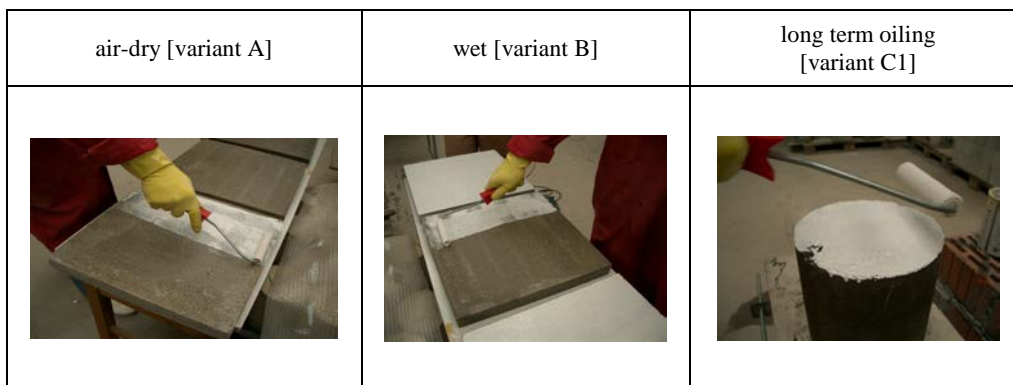 air-dry [variant A]
wet [variant B]
long term oiling
[variant C1]